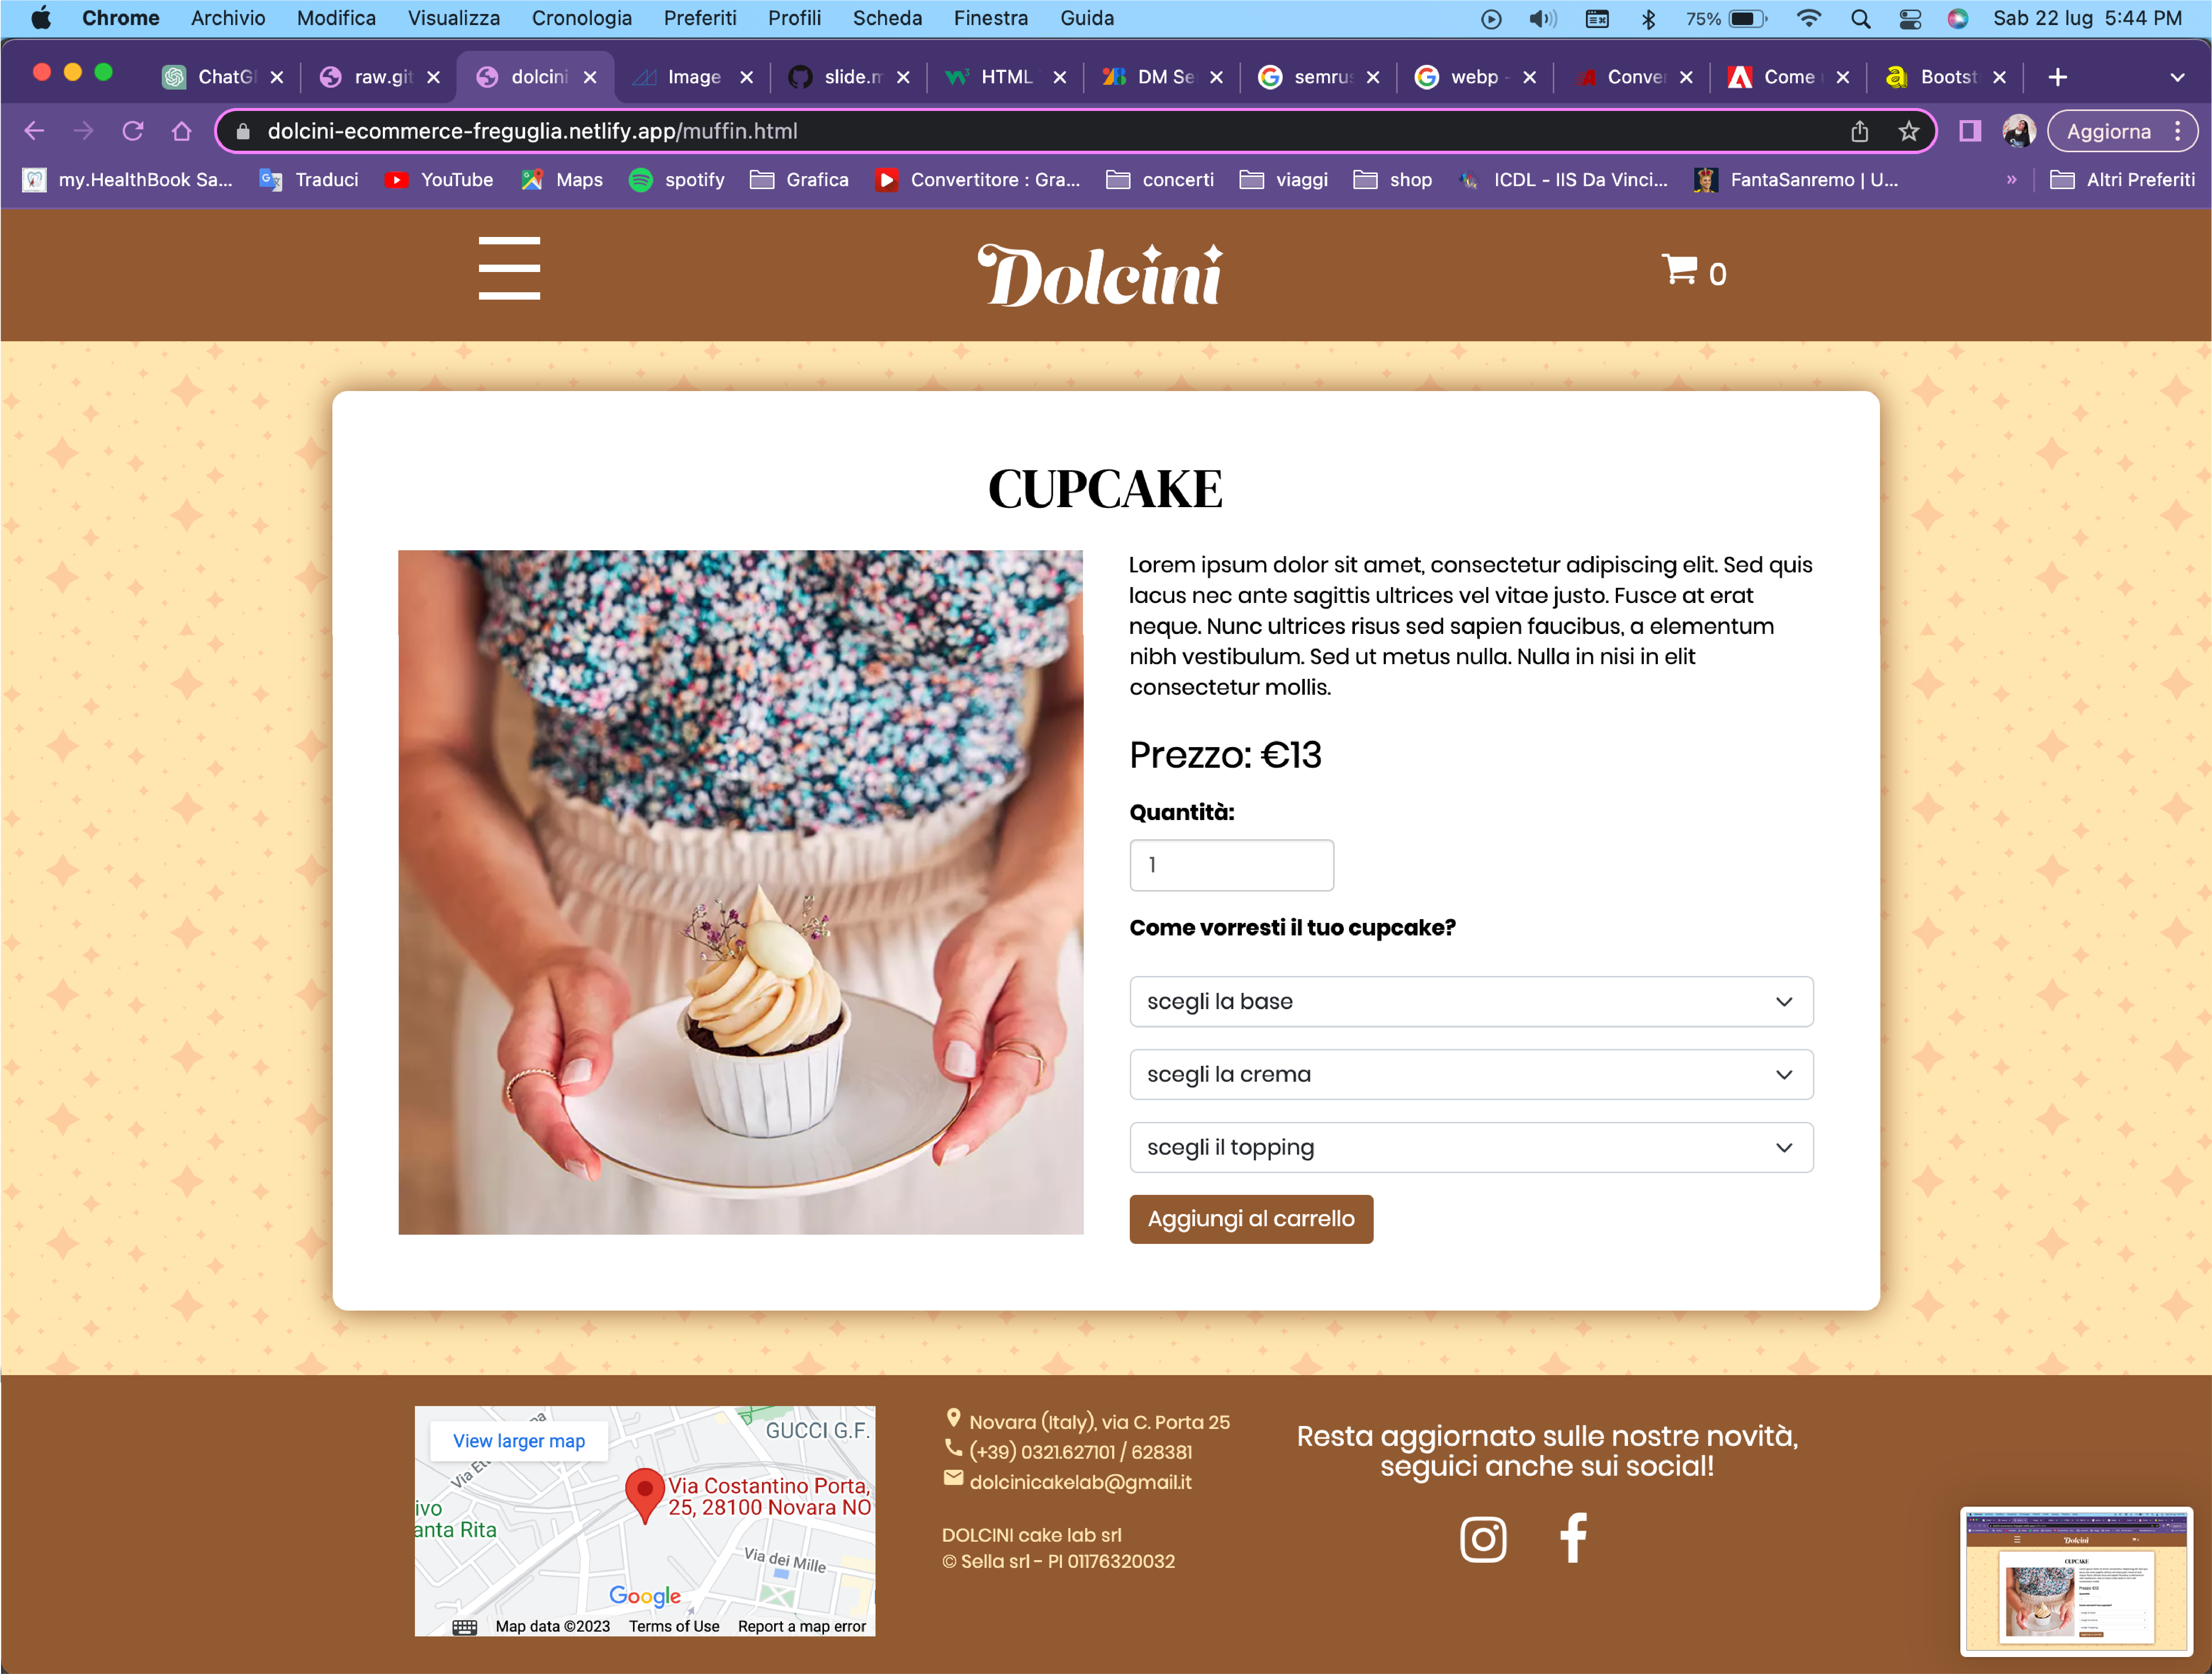 Chrome Archivio Modifica Visualizza Cronologia Preferiti Profili Scheda Finestra Guida 75% Sab 22 lug 5:44 PM
ChatG raw.git dolcini Image slide.m HTML DM Se semrus webp - Conver Come Bootst
dolcini-ecommerce-freguglia.netlify.app/muffin.html Aggiorna
my.HealthBook Sa... Traduci YouTube Maps spotify Grafica Convertitore : Gra... concerti viaggi shop ICDL - IIS Da Vinci... FantaSanremo | U... » Altri Preferiti
Dolcini 0
CUPCAKE
Lorem ipsum dolor sit amet, consectetur adipiscing elit. Sed quis
lacus nec ante sagittis ultrices vel vitae justo. Fusce at erat
neque. Nunc ultrices risus sed sapien faucibus, a elementum
nibh vestibulum. Sed ut metus nulla. Nulla in nisi in elit
consectetur mollis.
Prezzo: €13
Quantità:
1
Come vorresti il tuo cupcake?
scegli la base
scegli la crema
scegli il topping
Aggiungi al carrello
View larger map
GUCCI G.F.
Via Costantino Porta,
25, 28100 Novara NO
ivo
anta Rita
Via dei Mille
Google
Map data ©2023 Terms of Use Report a map error
Novara (Italy), via C. Porta 25
(+39) 0321.627101 / 628381
dolcinicakelab@gmail.it
DOLCINI cake lab srl
© Sella srl - PI 01176320032
Resta aggiornato sulle nostre novità,
seguici anche sui social!
Dolcini
CUPCAKE